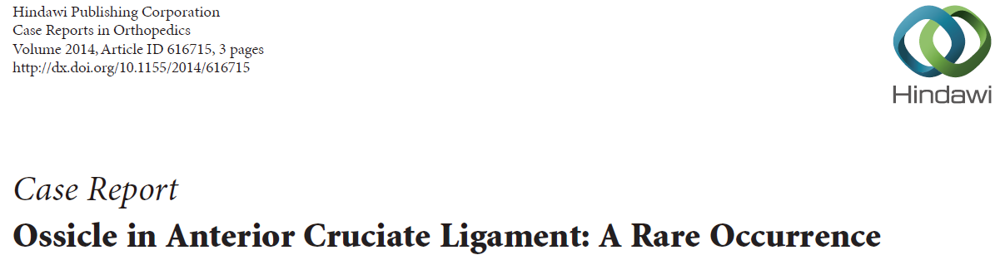 Hindawi Publishing Corporation
Case Reports in Orthopedics
Volume 2014, Article ID 616715, 3 pages
http://dx.doi.org/10.1155/2014/616715
Hindawi
Case Report
Ossicle in Anterior Cruciate Ligament: A Rare Occurrence